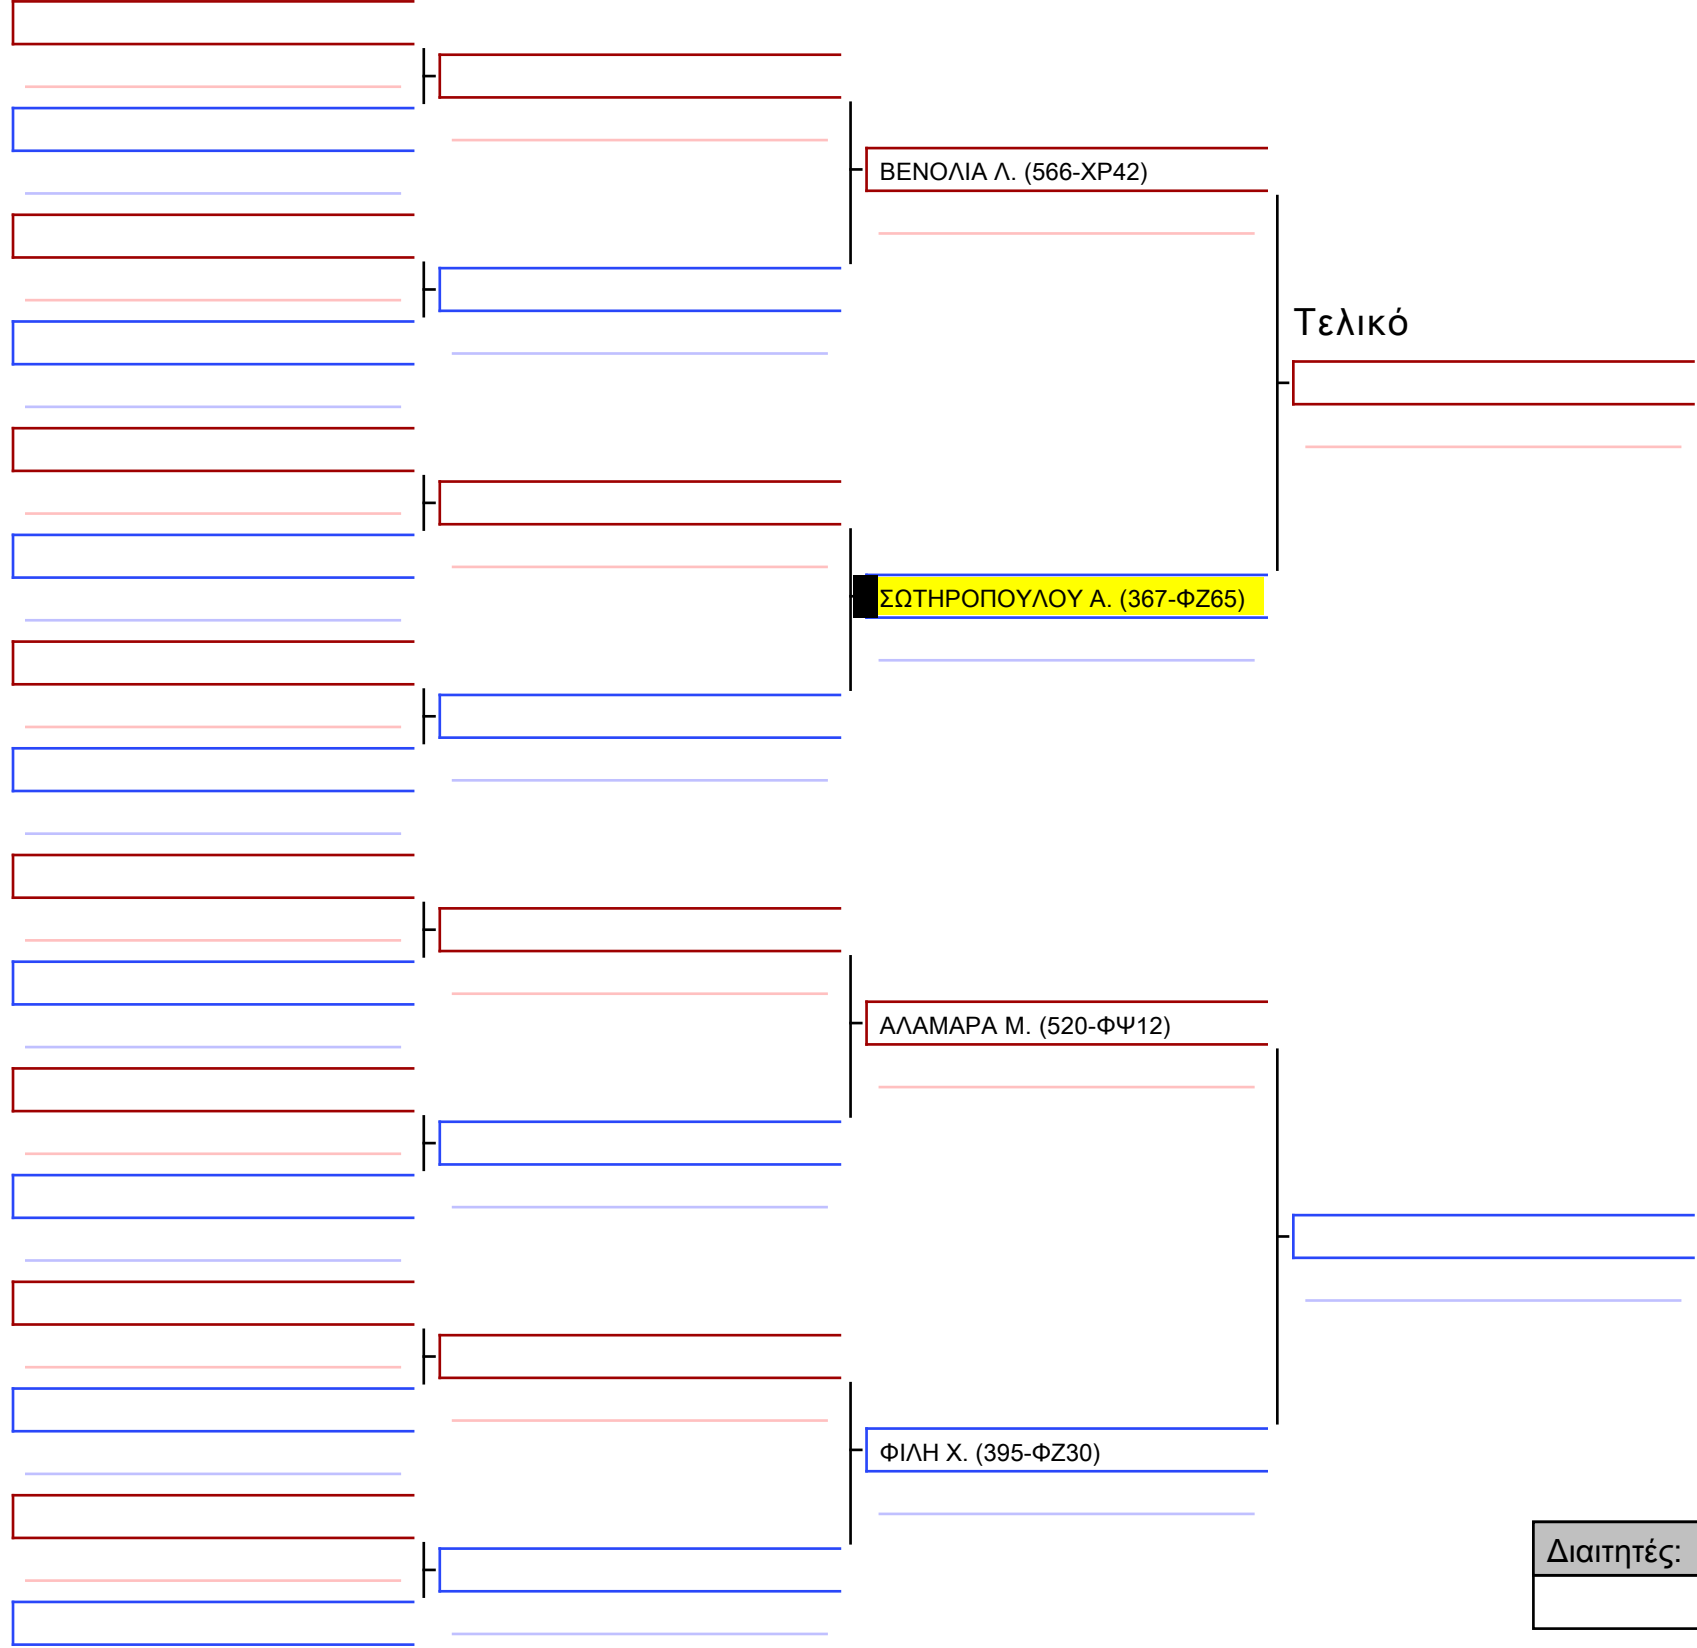 ΒΕΝΟΛΙΑ Λ. (566-ΧΡ42)
Τελικό
ΣΩΤΗΡΟΠΟΥΛΟΥ Α. (367-ΦΖ65)
ΑΛΑΜΑΡΑ Μ. (520-ΦΨ12)
ΦΙΛΗ Χ. (395-ΦΖ30)
Διαιτητές: